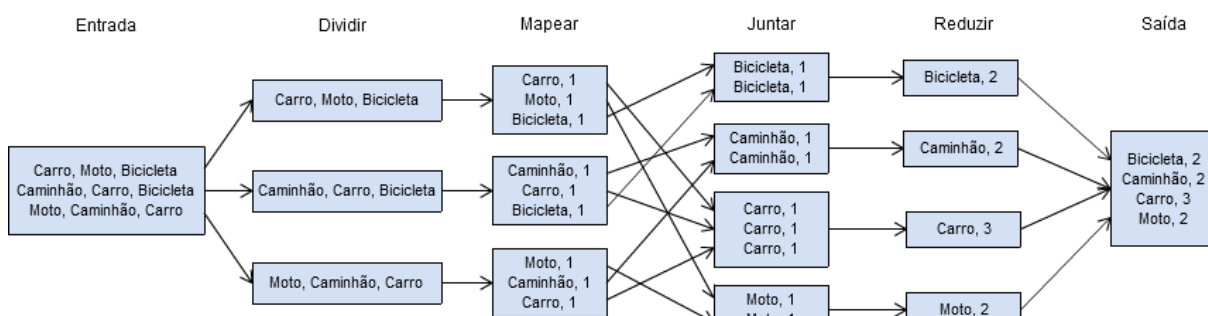 Entrada
Dividir
Mapear
Juntar
Reduzir
Saída
Carro, Moto, Bicicleta
Caminhão, Carro, Bicicleta
Moto, Caminhão, Carro
Carro, Moto, Bicicleta
Caminhão, Carro, Bicicleta
Moto, Caminhão, Carro
Carro, 1
Moto, 1
Bicicleta, 1
Caminhão, 1
Carro, 1
Bicicleta, 1
Moto, 1
Caminhão, 1
Carro, 1
Bicicleta, 1
Bicicleta, 1
Caminhão, 1
Caminhão, 1
Carro, 1
Carro, 1
Carro, 1
Moto, 1
Moto, 1
Bicicleta, 2
Caminhão, 2
Carro, 3
Moto, 2
Bicicleta, 2
Caminhão, 2
Carro, 3
Moto, 2